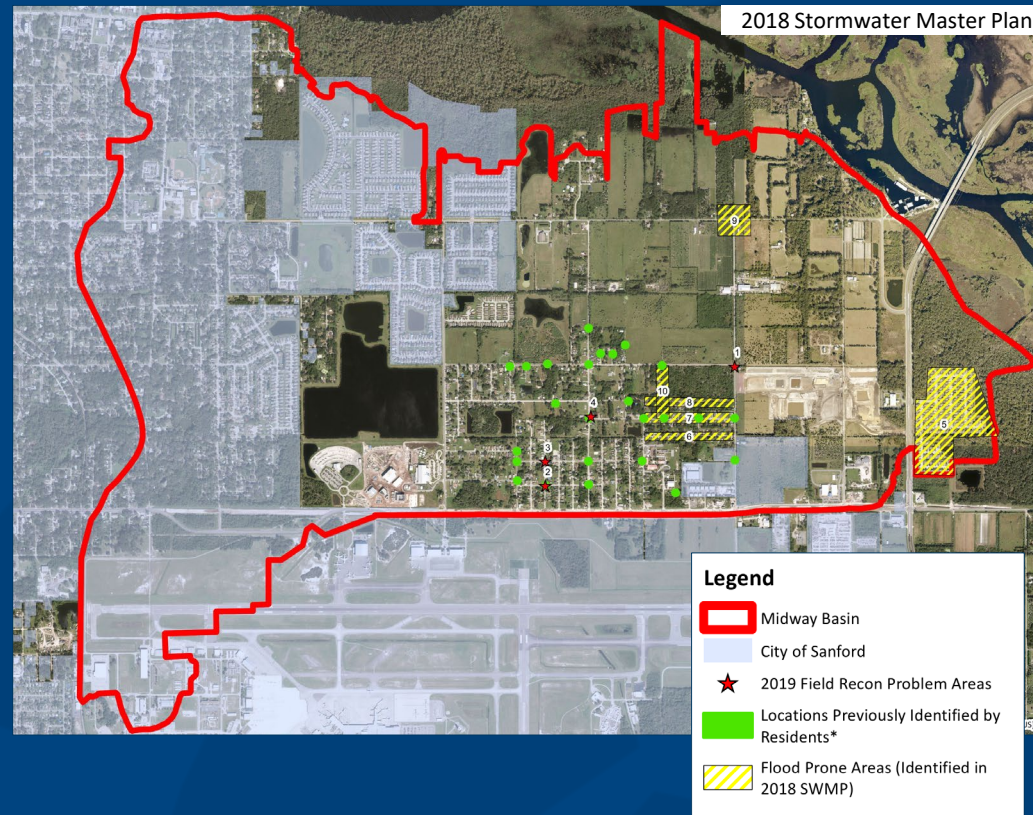 2018 Stormwater Master Plan
9
1
10
8
4
7
5
6
3
2
Legend
Midway Basin
City of Sanford
2019 Field Recon Problem Areas
Locations Previously Identified by
Residents*
Flood Prone Areas (Identified in
2018 SWMP)